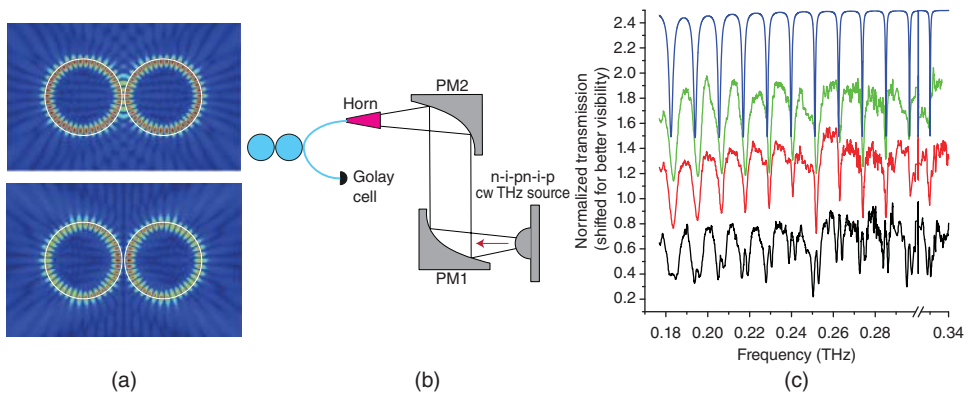 PM2
Horn
n-i-pn-i-p
cw THz source
Golay
cell
PM1
(a)
(b)
Normalized transmission
(shifted for better visibility)
2.4
2.2
2.0
1.8
1.6
1.4
1.2
1.0
0.8
0.6
0.4
0.2
0.18
0.20
0.22
0.24
0.26
0.28
0.34
Frequency (THz)
(c)